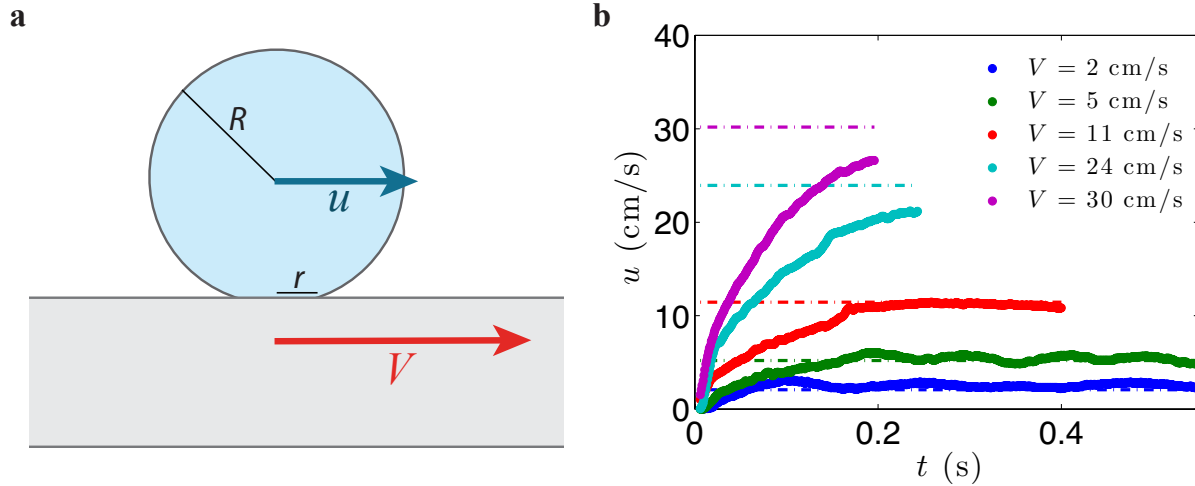 a
R
u
r
V
b
u (cm/s)
40
30
20
10
0
0
0.2
0.4
t (s)
V = 2 cm/s
V = 5 cm/s
V = 11 cm/s
V = 24 cm/s
V = 30 cm/s